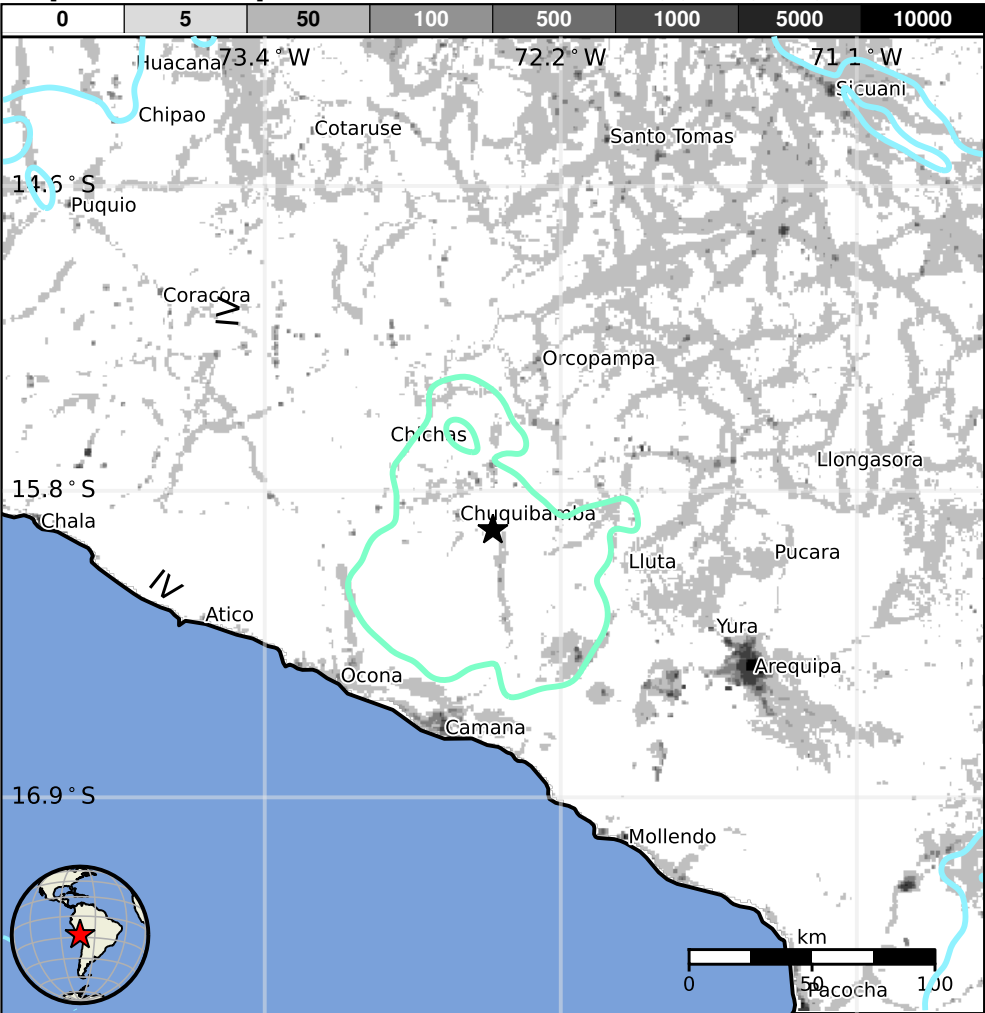 0 5 50 100 500 1000 5000 10000
73.4°W 72.2°W 71.1°W
Huacana
Sicuani
Chipao
Cotaruse
Santo Tomas
14.6°S
Puquio
Coracora
IV
Orcopampa
Chichas
Llongasora
15.8°S
Chuquibamba
Chala
Pucara
Lluta
IV
Atico
Yura
Arequipa
Ocona
Camana
16.9°S
Mollendo
km
0 50 100
Pacocha